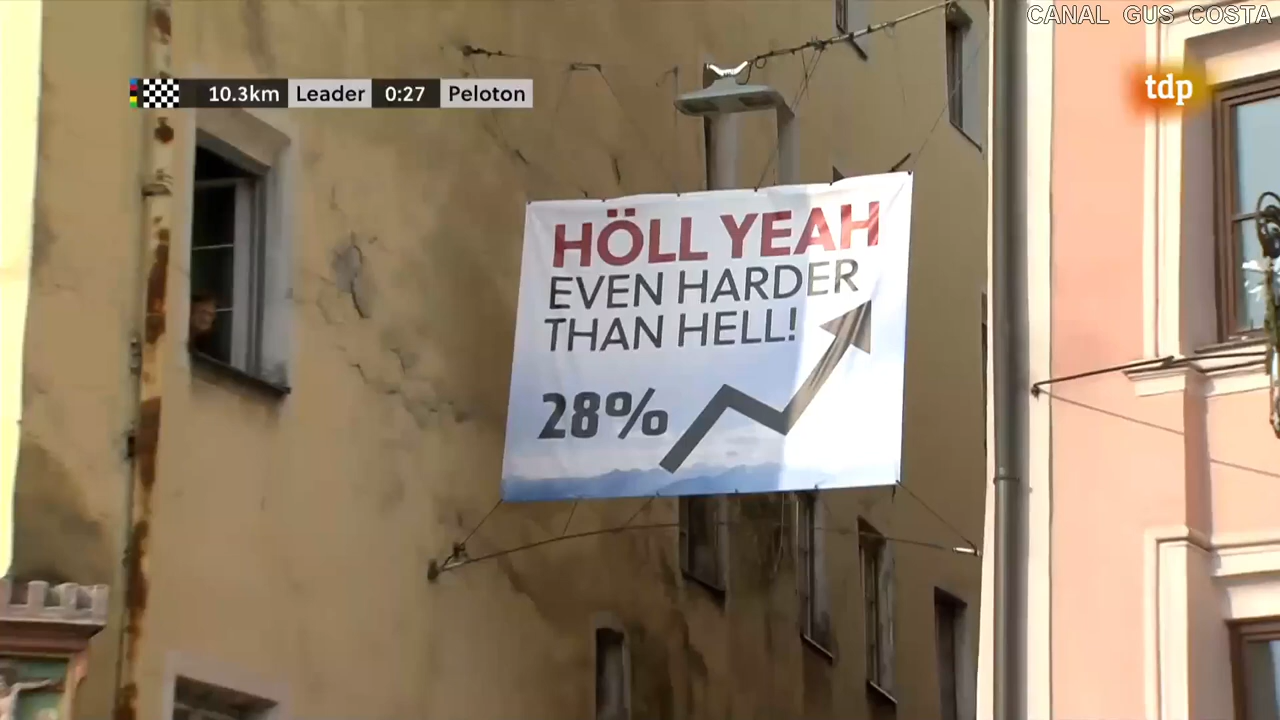 CANAL GUS COSTA
tdp
10.3km Leader 0:27 Peloton
HÖLL YEAH
EVEN HARDER
THAN HELL!
28%